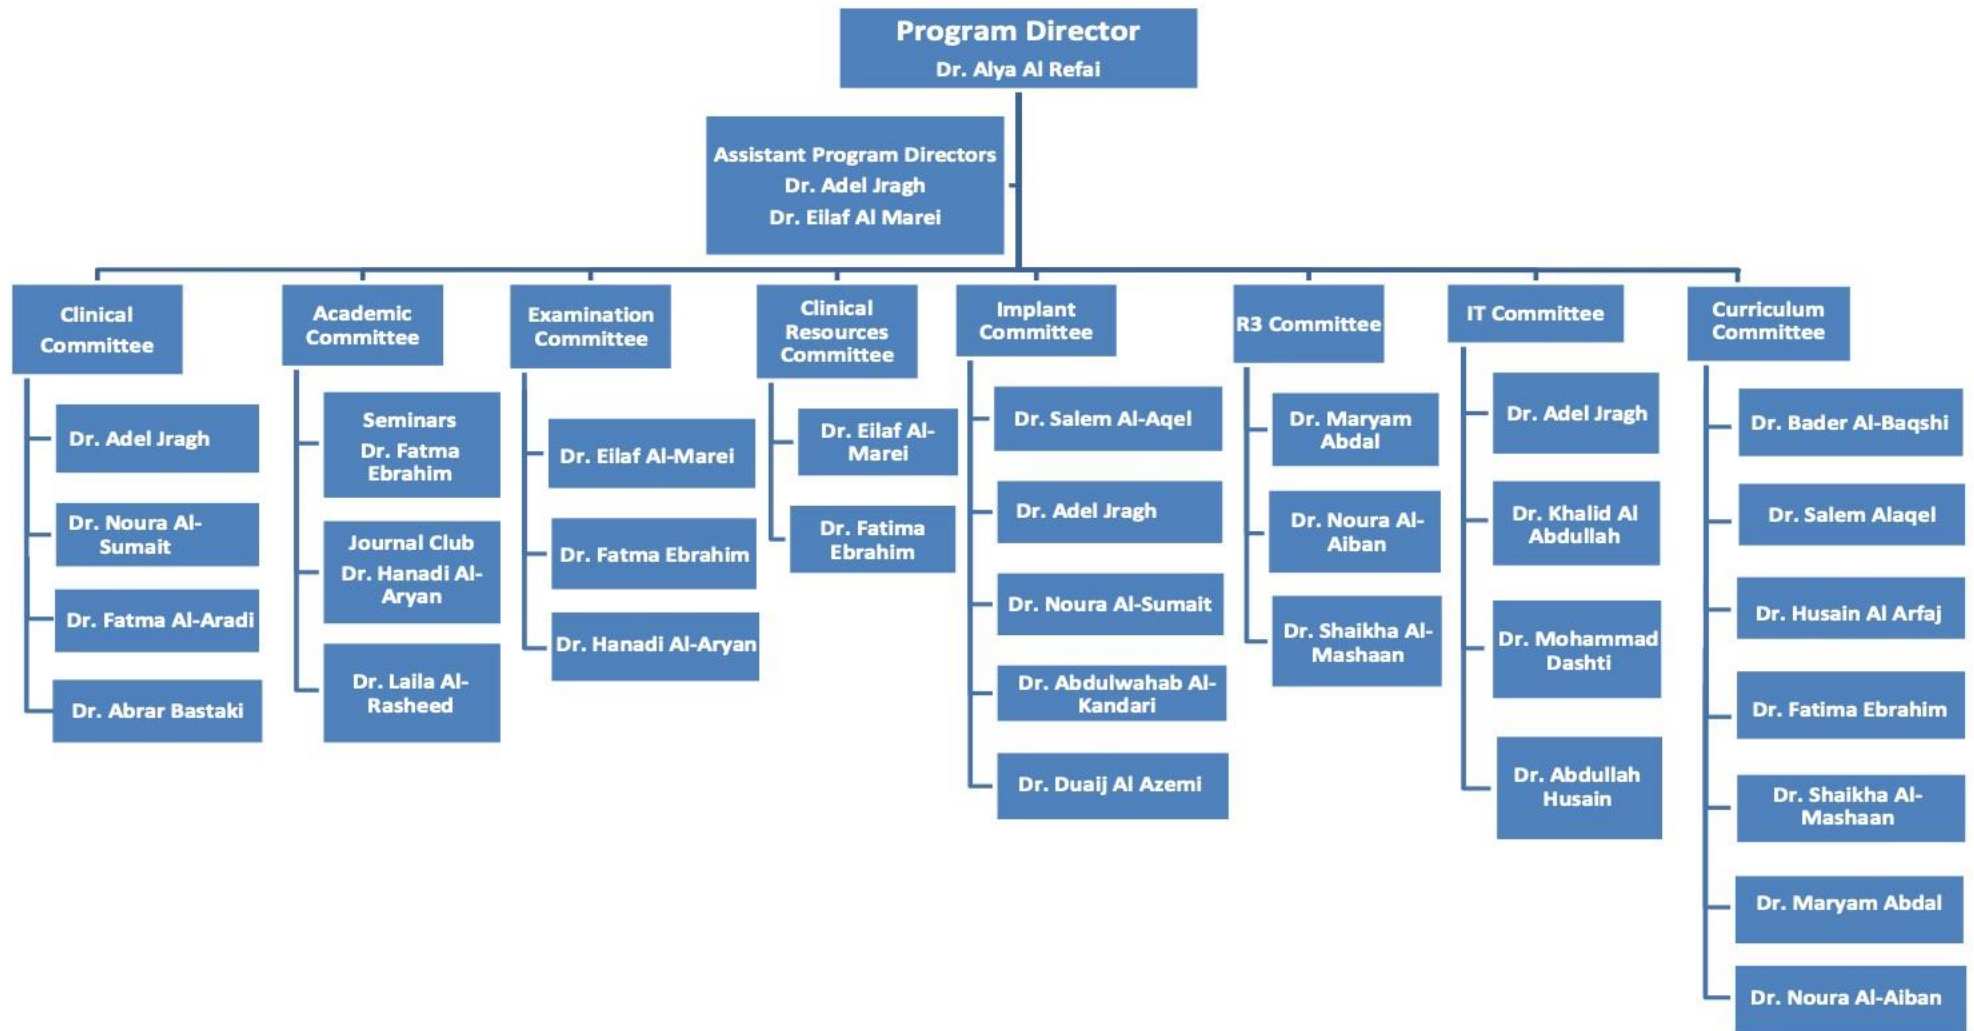 Program Director
Dr. Alya Al Refai
Assistant Program Directors
Dr. Adel Jragh
Dr. Eilaf Al Marei
Clinical
Committee
Dr. Adel Jragh
Dr. Noura Al-
Sumait
Dr. Fatma Al-Aradi
Dr. Abrar Bastaki
Academic
Committee
Seminars
Dr. Fatma
Ebrahim
Journal Club
Dr. Hanadi Al-
Aryan
Dr. Laila Al-
Rasheed
Examination
Committee
Dr. Eilaf Al-Marei
Dr. Fatma Ebrahim
Dr. Hanadi Al-Aryan
Clinical
Resources
Committee
Dr. Eilaf Al-
Marei
Dr. Fatima
Ebrahim
Implant
Committee
Dr. Salem Al-Aqel
Dr. Adel Jragh
Dr. Noura Al-Sumait
Dr. Abdulwahab Al-
Kandari
Dr. Duaij Al Azemi
R3 Committee
Dr. Maryam
Abdal
Dr. Noura Al-
Aiban
Dr. Shaikha Al-
Mashaan
IT Committee
Dr. Adel Jragh
Dr. Khalid Al
Abdullah
Dr. Mohammad
Dashti
Dr. Abdullah
Husain
Curriculum
Committee
Dr. Bader Al-Baqshi
Dr. Salem Alaqel
Dr. Husain Al Arfaj
Dr. Fatima Ebrahim
Dr. Shaikha Al-
Mashaan
Dr. Maryam Abdal
Dr. Noura Al-Aiban